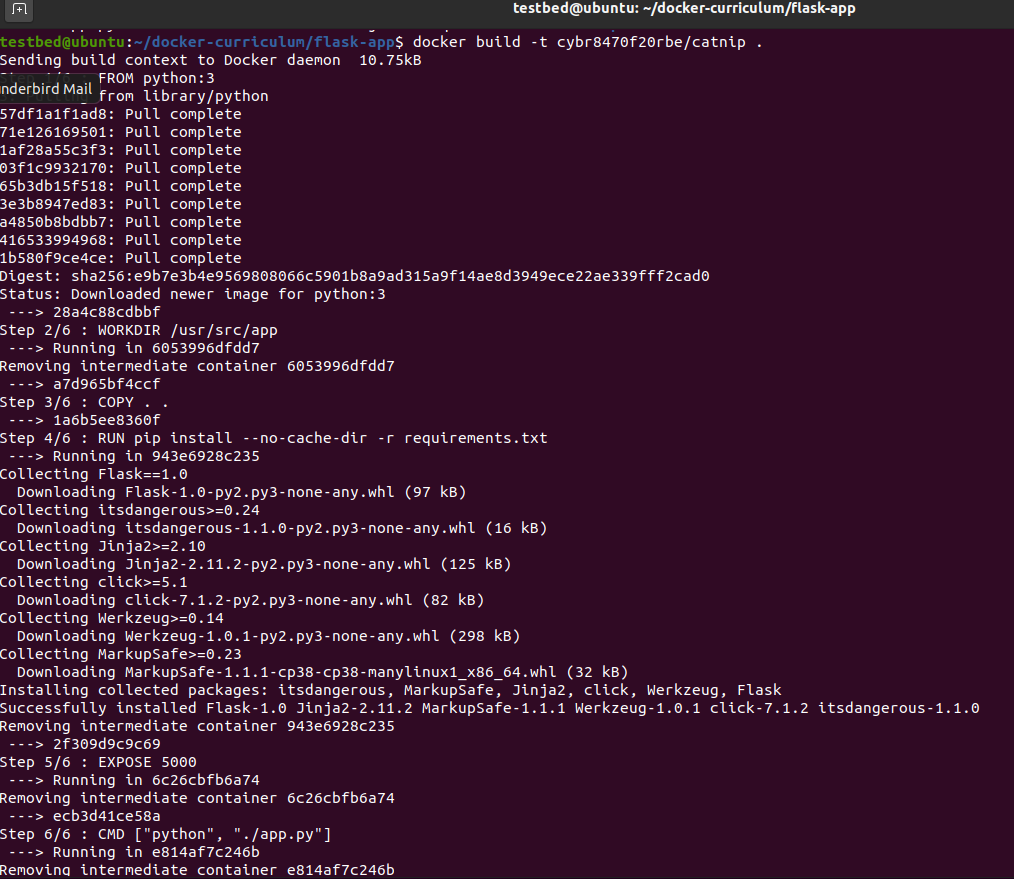 testbed@ubuntu: ~/docker-curriculum/flask-app
testbed@ubuntu:~/docker-curriculum/flask-app$ docker build -t cybr8470f20rbe/catnip .
Sending build context to Docker daemon  10.75kB
FROM python:3
nderbird Mail
from library/python
57df1a1f1ad8: Pull complete
71e126169501: Pull complete
1af28a55c3f3: Pull complete
03f1c9932170: Pull complete
65b3db15f518: Pull complete
3e3b8947ed83: Pull complete
a4850b8bdbb7: Pull complete
416533994968: Pull complete
1b580f9ce4ce: Pull complete
Digest: sha256:e9b7e3b4e9569808066c5901b8a9ad315a9f14ae8d3949ece22ae339fff2cad0
Status: Downloaded newer image for python:3
 ---> 28a4c88cdbbf
Step 2/6 : WORKDIR /usr/src/app
 ---> Running in 6053996dfdd7
Removing intermediate container 6053996dfdd7
 ---> a7d965bf4ccf
Step 3/6 : COPY . .
 ---> 1a6b5ee8360f
Step 4/6 : RUN pip install --no-cache-dir -r requirements.txt
 ---> Running in 943e6928c235
Collecting Flask==1.0
  Downloading Flask-1.0-py2.py3-none-any.whl (97 kB)
Collecting itsdangerous>=0.24
  Downloading itsdangerous-1.1.0-py2.py3-none-any.whl (16 kB)
Collecting Jinja2>=2.10
  Downloading Jinja2-2.11.2-py2.py3-none-any.whl (125 kB)
Collecting click>=5.1
  Downloading click-7.1.2-py2.py3-none-any.whl (82 kB)
Collecting Werkzeug>=0.14
  Downloading Werkzeug-1.0.1-py2.py3-none-any.whl (298 kB)
Collecting MarkupSafe>=0.23
  Downloading MarkupSafe-1.1.1-cp38-cp38-manylinux1_x86_64.whl (32 kB)
Installing collected packages: itsdangerous, MarkupSafe, Jinja2, click, Werkzeug, Flask
Successfully installed Flask-1.0 Jinja2-2.11.2 MarkupSafe-1.1.1 Werkzeug-1.0.1 click-7.1.2 itsdangerous-1.1.0
Removing intermediate container 943e6928c235
 ---> 2f309d9c9c69
Step 5/6 : EXPOSE 5000
 ---> Running in 6c26cbfb6a74
Removing intermediate container 6c26cbfb6a74
 ---> ecb3d41ce58a
Step 6/6 : CMD ["python", "./app.py"]
 ---> Running in e814af7c246b
Removing intermediate container e814af7c246b